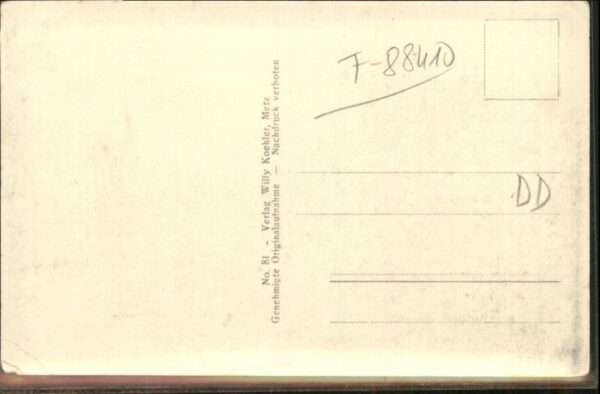 F-88410
DD
No. 81 - Verlag Willy Koehler, Metz
Genehmigte Originalaufnahme — Nachdruck verboten